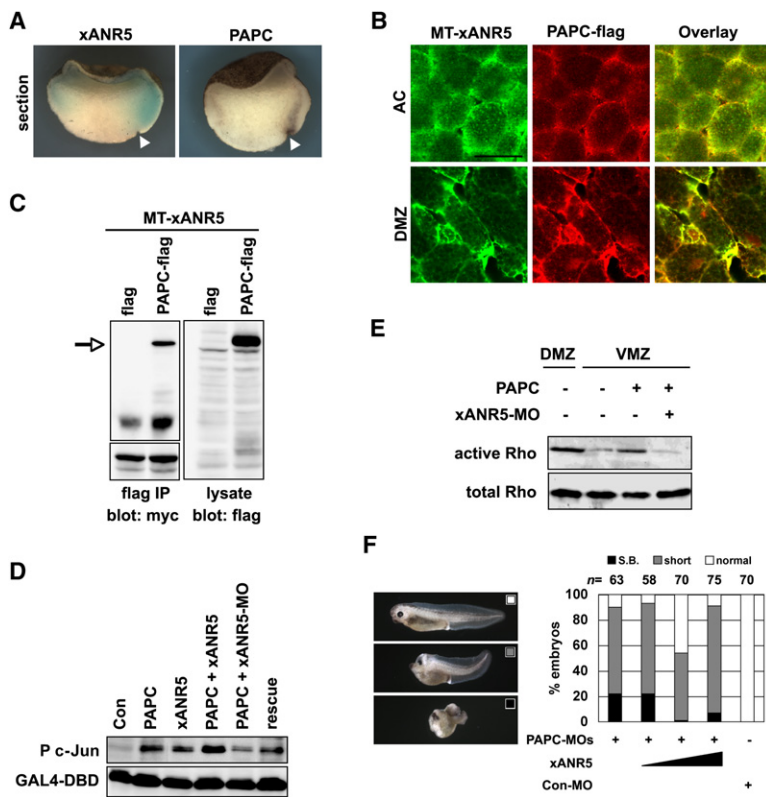 A
xANR5 PAPC
section
B
MT-xANR5 PAPC-flag Overlay
AC
DMZ
C
MT-xANR5
flag PAPC-flag flag PAPC-flag
flag IP lysate
blot: myc blot: flag
D
Con PAPC xANR5 PAPC + xANR5 PAPC + xANR5-MO rescue
P c-Jun
GAL4-DBD
E
DMZ VMZ
PAPC - - + +
xANR5-MO - - - +
active Rho
total Rho
F
S.B. short normal
n= 63 58 70 75 70
100
80
60
40
20
0
% embryos
PAPC-MOs + + + + -
xANR5
Con-MO +